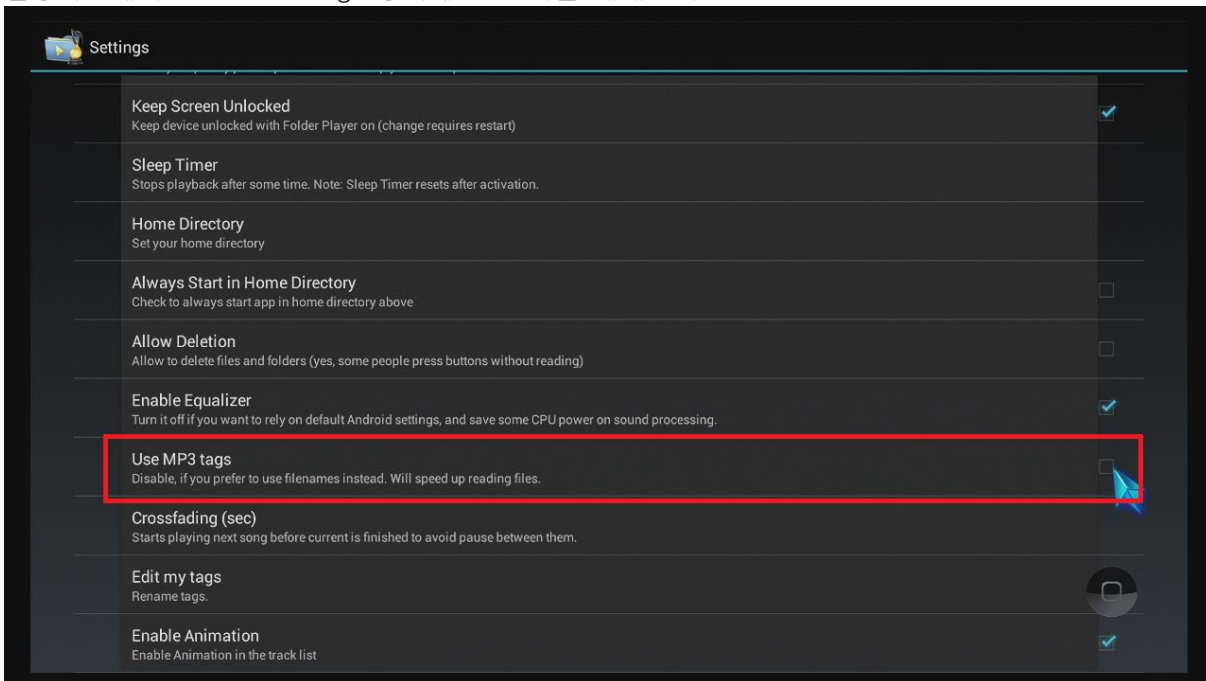 Settings
Keep Screen Unlocked
Keep device unlocked with Folder Player on (change requires restart)
Sleep Timer
Stops playback after some time. Note: Sleep Timer resets after activation.
Home Directory
Set your home directory
Always Start in Home Directory
Check to always start app in home directory above
Allow Deletion
Allow to delete files and folders (yes, some people press buttons without reading)
Enable Equalizer
Turn it off if you want to rely on default Android settings, and save some CPU power on sound processing.
Use MP3 tags
Disable, if you prefer to use filenames instead. Will speed up reading files.
Crossfading (sec)
Starts playing next song before current is finished to avoid pause between them.
Edit my tags
Rename tags.
Enable Animation
Enable Animation in the track list